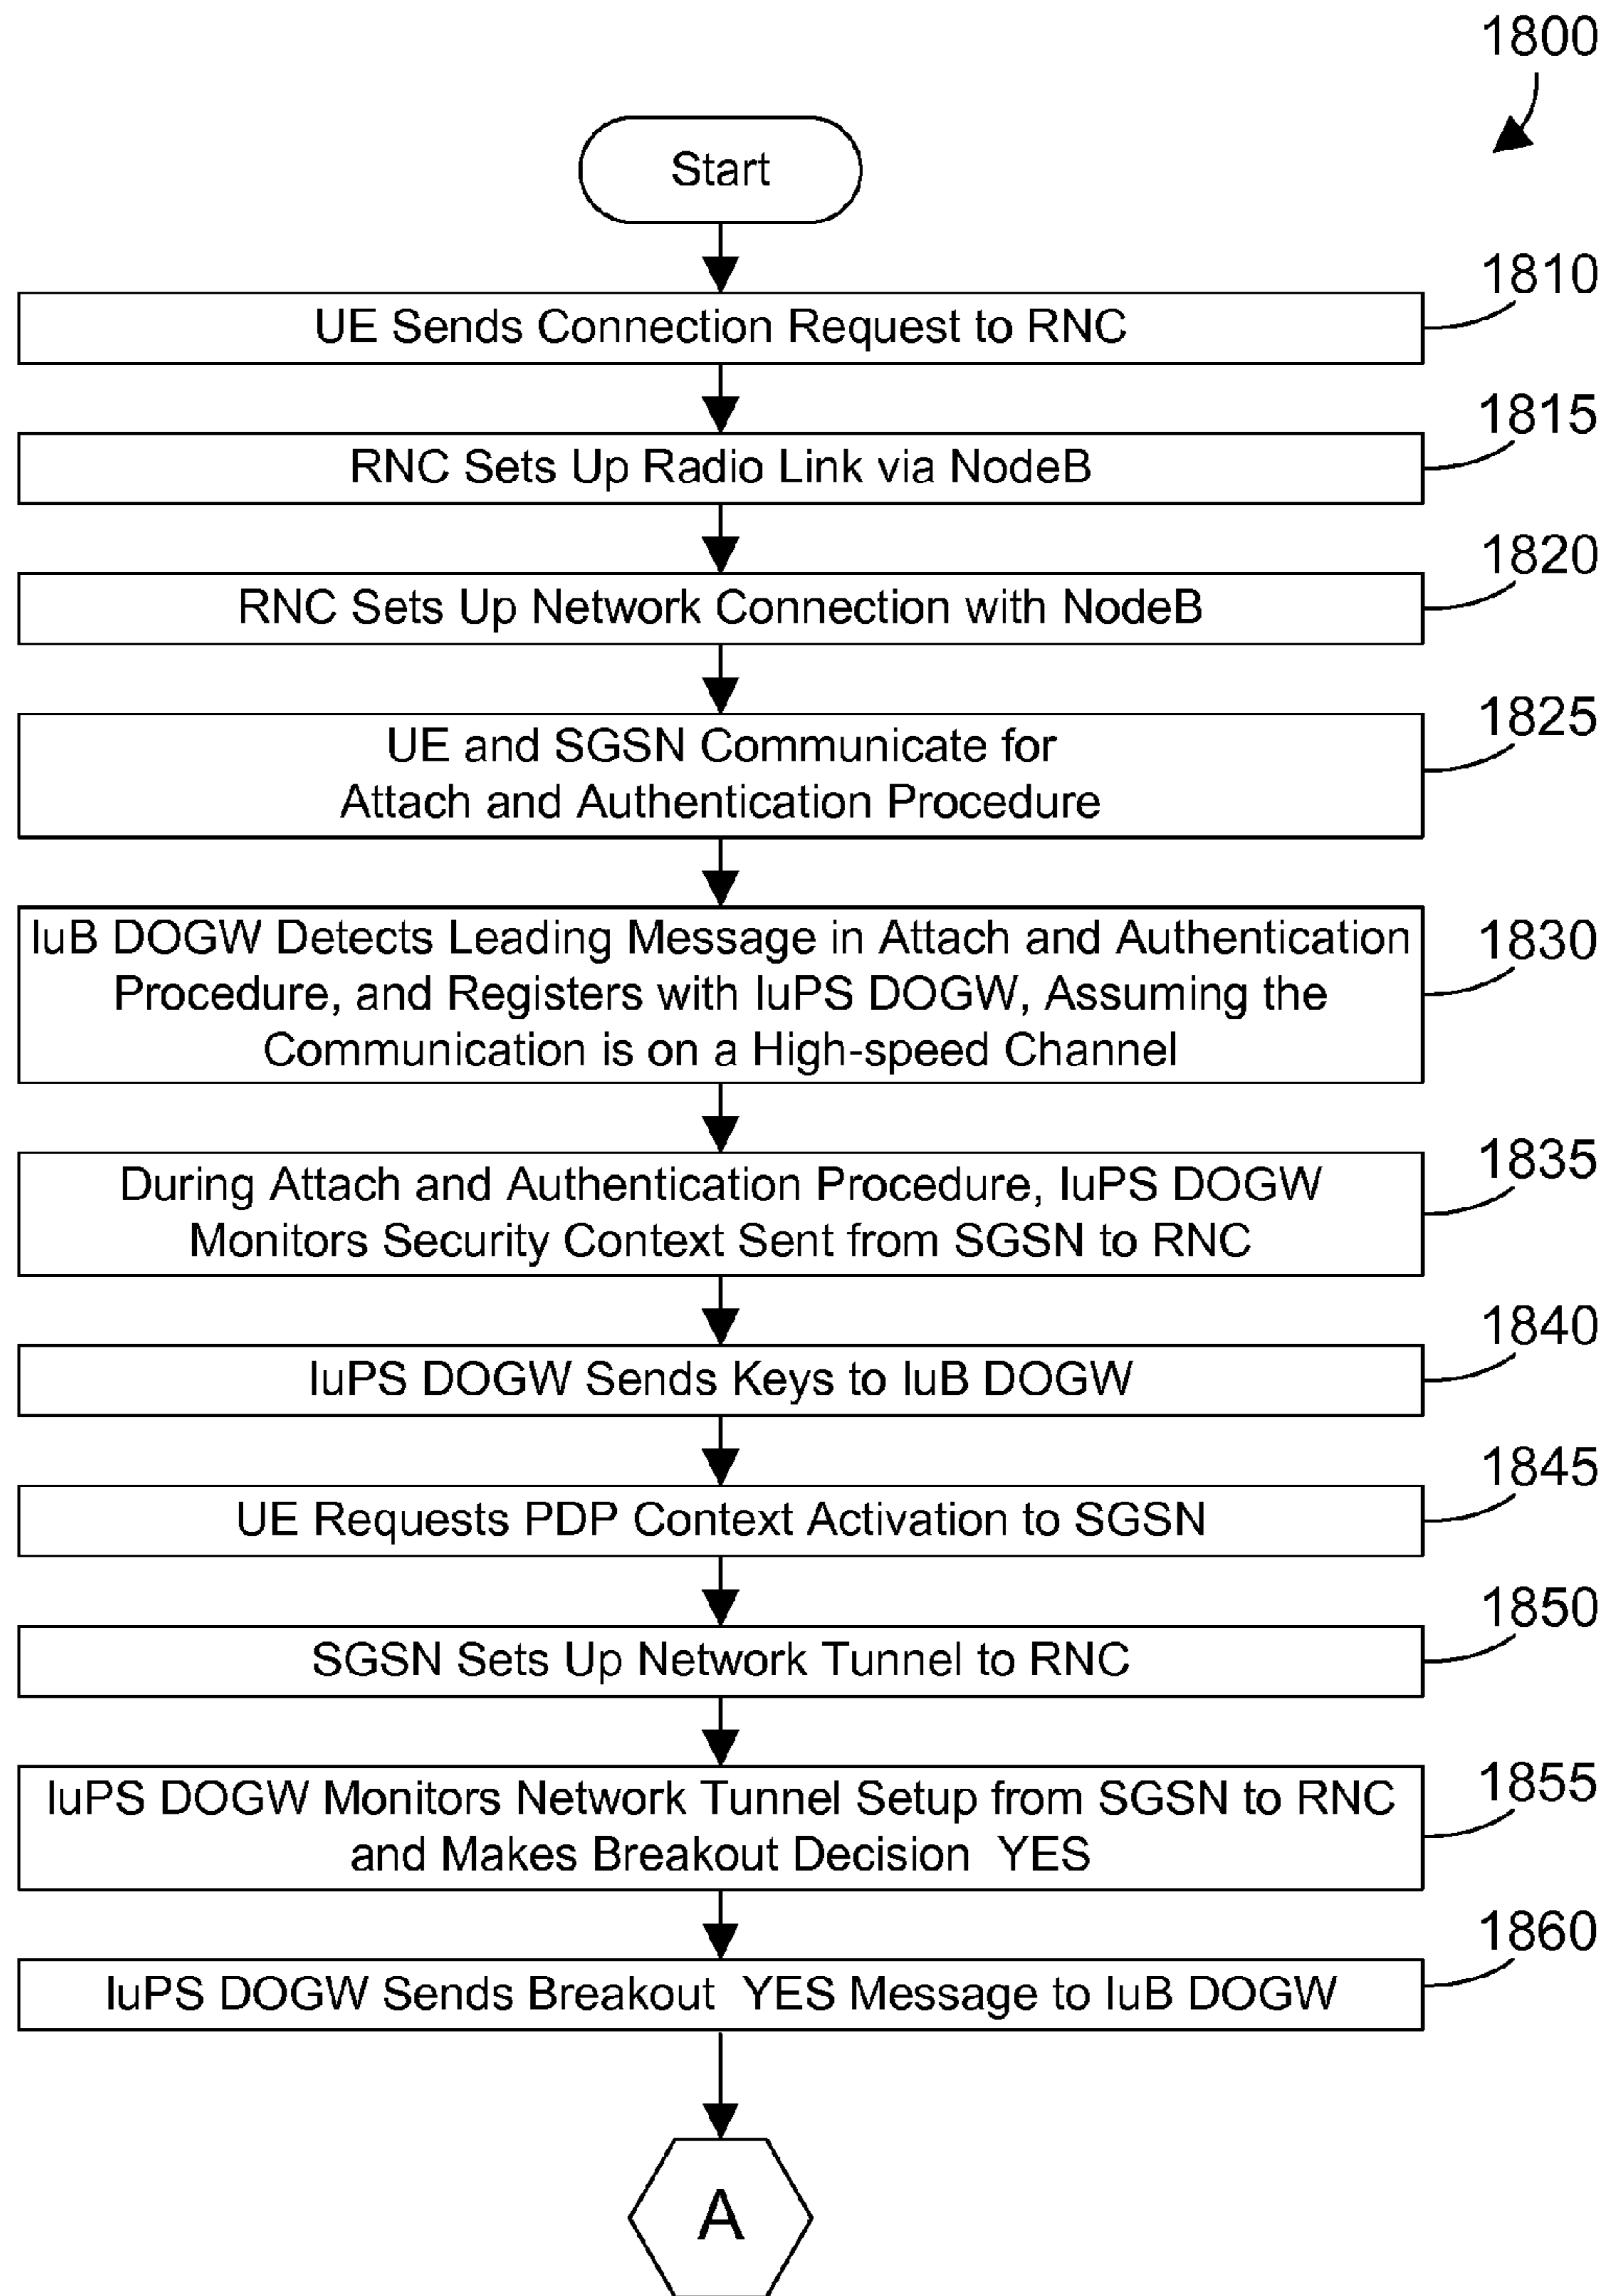 1800
Start
1810
UE Sends Connection Request to RNC
1815
RNC Sets Up Radio Link via NodeB
1820
RNC Sets Up Network Connection with NodeB
1825
UE and SGSN Communicate for
Attach and Authentication Procedure
1830
IuB DOGW Detects Leading Message in Attach and Authentication
Procedure, and Registers with IuPS DOGW, Assuming the
Communication is on a High-speed Channel
1835
During Attach and Authentication Procedure, IuPS DOGW
Monitors Security Context Sent from SGSN to RNC
1840
IuPS DOGW Sends Keys to IuB DOGW
1845
UE Requests PDP Context Activation to SGSN
1850
SGSN Sets Up Network Tunnel to RNC
1855
IuPS DOGW Monitors Network Tunnel Setup from SGSN to RNC
and Makes Breakout Decision YES
1860
IuPS DOGW Sends Breakout YES Message to IuB DOGW
A